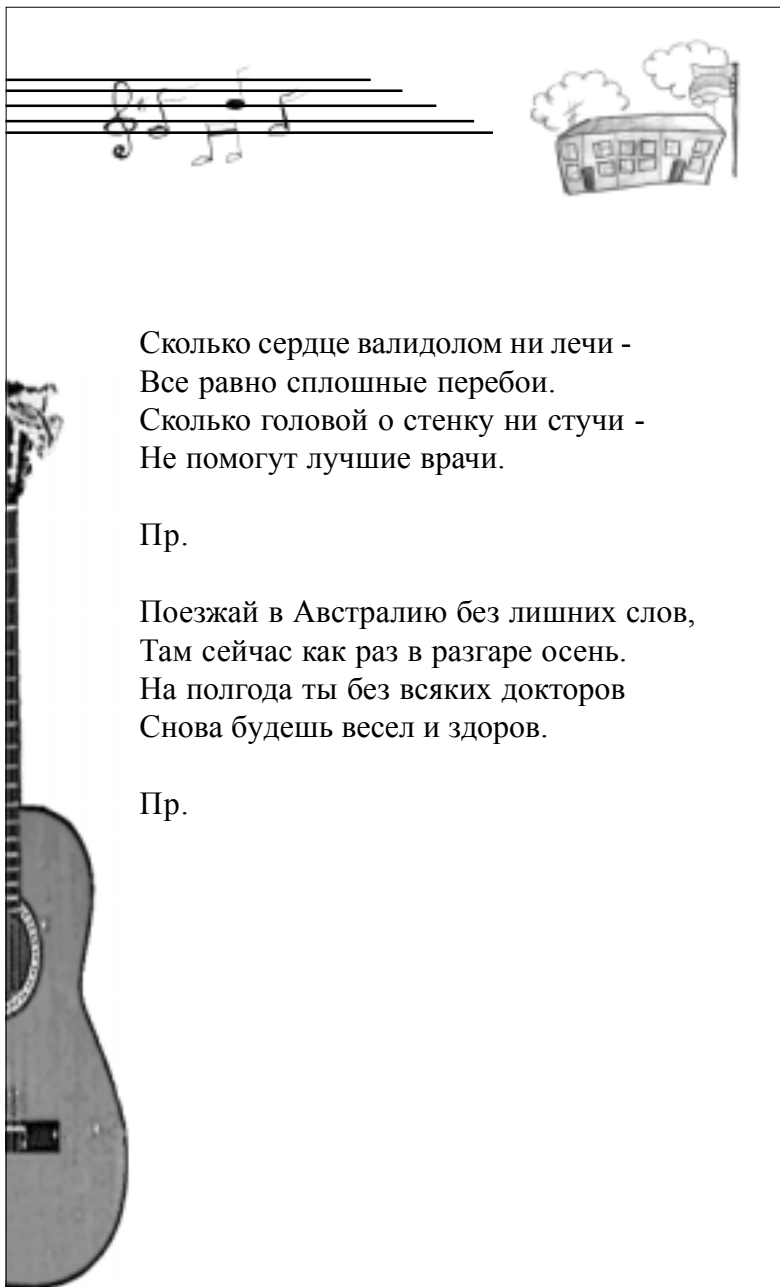 Сколько сердце валидолом ни лечи -
Все равно сплошные перебои.
Сколько головой о стенку ни стучи -
Не помогут лучшие врачи.
Пр.
Поезжай в Австралию без лишних слов,
Там сейчас как раз в разгаре осень.
На полгода ты без всяких докторов
Снова будешь весел и здоров.
Пр.